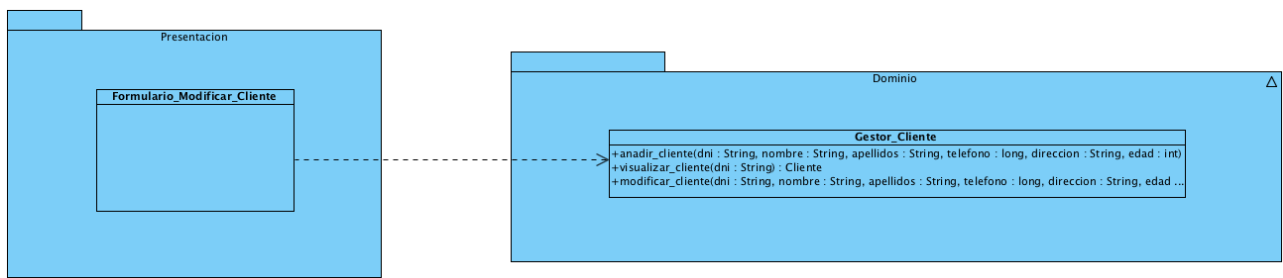 Presentacion
Formulario_Modificar_Cliente
Dominio
Gestor_Cliente
+anadir_cliente(dni : String, nombre : String, apellidos : String, telefono : long, direccion : String, edad : int)
+visualizar_cliente(dni : String) : Cliente
+modificar_cliente(dni : String, nombre : String, apellidos : String, telefono : long, direccion : String, edad ...